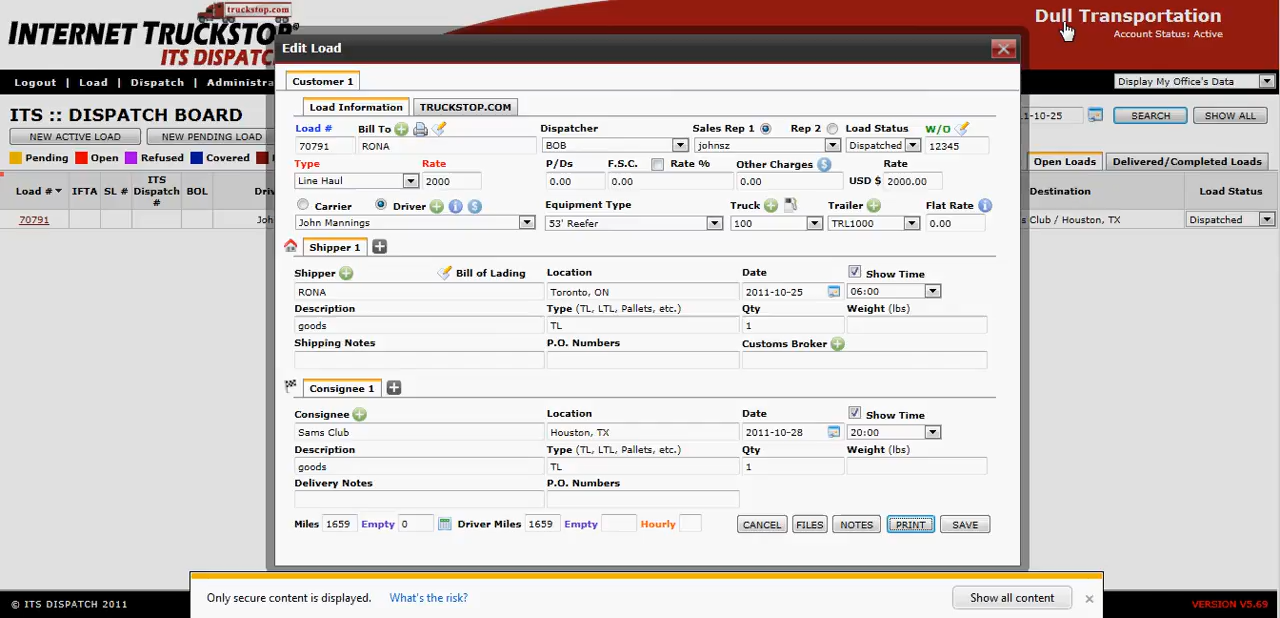 truckstop.com
INTERNET TRUCKSTOP
ITS DISPATC
Dull Transportation
Account Status: Active
Logout | Load | Dispatch | Administra
Display My Office's Data
ITS :: DISPATCH BOARD
1-10-25 SEARCH SHOW ALL
NEW ACTIVE LOAD NEW PENDING LOAD
Pending Open Refused Covered
Open Loads Delivered/Completed Loads
Load # IFTA SL # ITS Dispatch # BOL Driv Destination Load Status
70791 Joh s Club / Houston, TX Dispatched
Edit Load
Customer 1
Load Information TRUCKSTOP.COM
Load # Bill To Dispatcher Sales Rep 1 Rep 2 Load Status W/O
70791 RONA BOB johnsz Dispatched 12345
Type Rate P/Ds F.S.C. Rate % Other Charges $ Rate
Line Haul 2000 0.00 0.00 0.00 USD $ 2000.00
Carrier Driver Equipment Type Truck Trailer Flat Rate
John Mannings 53' Reefer 100 TRL1000 0.00
Shipper 1
Shipper Bill of Lading Location Date Show Time
RONA Toronto, ON 2011-10-25 06:00
Description Type (TL, LTL, Pallets, etc.) Qty Weight (lbs)
goods TL 1
Shipping Notes P.O. Numbers Customs Broker
Consignee 1
Consignee Location Date Show Time
Sams Club Houston, TX 2011-10-28 20:00
Description Type (TL, LTL, Pallets, etc.) Qty Weight (lbs)
goods TL 1
Delivery Notes P.O. Numbers
Miles 1659 Empty 0 Driver Miles 1659 Empty Hourly CANCEL FILES NOTES PRINT SAVE
Only secure content is displayed. What's the risk? Show all content
© ITS DISPATCH 2011
VERSION V5.69